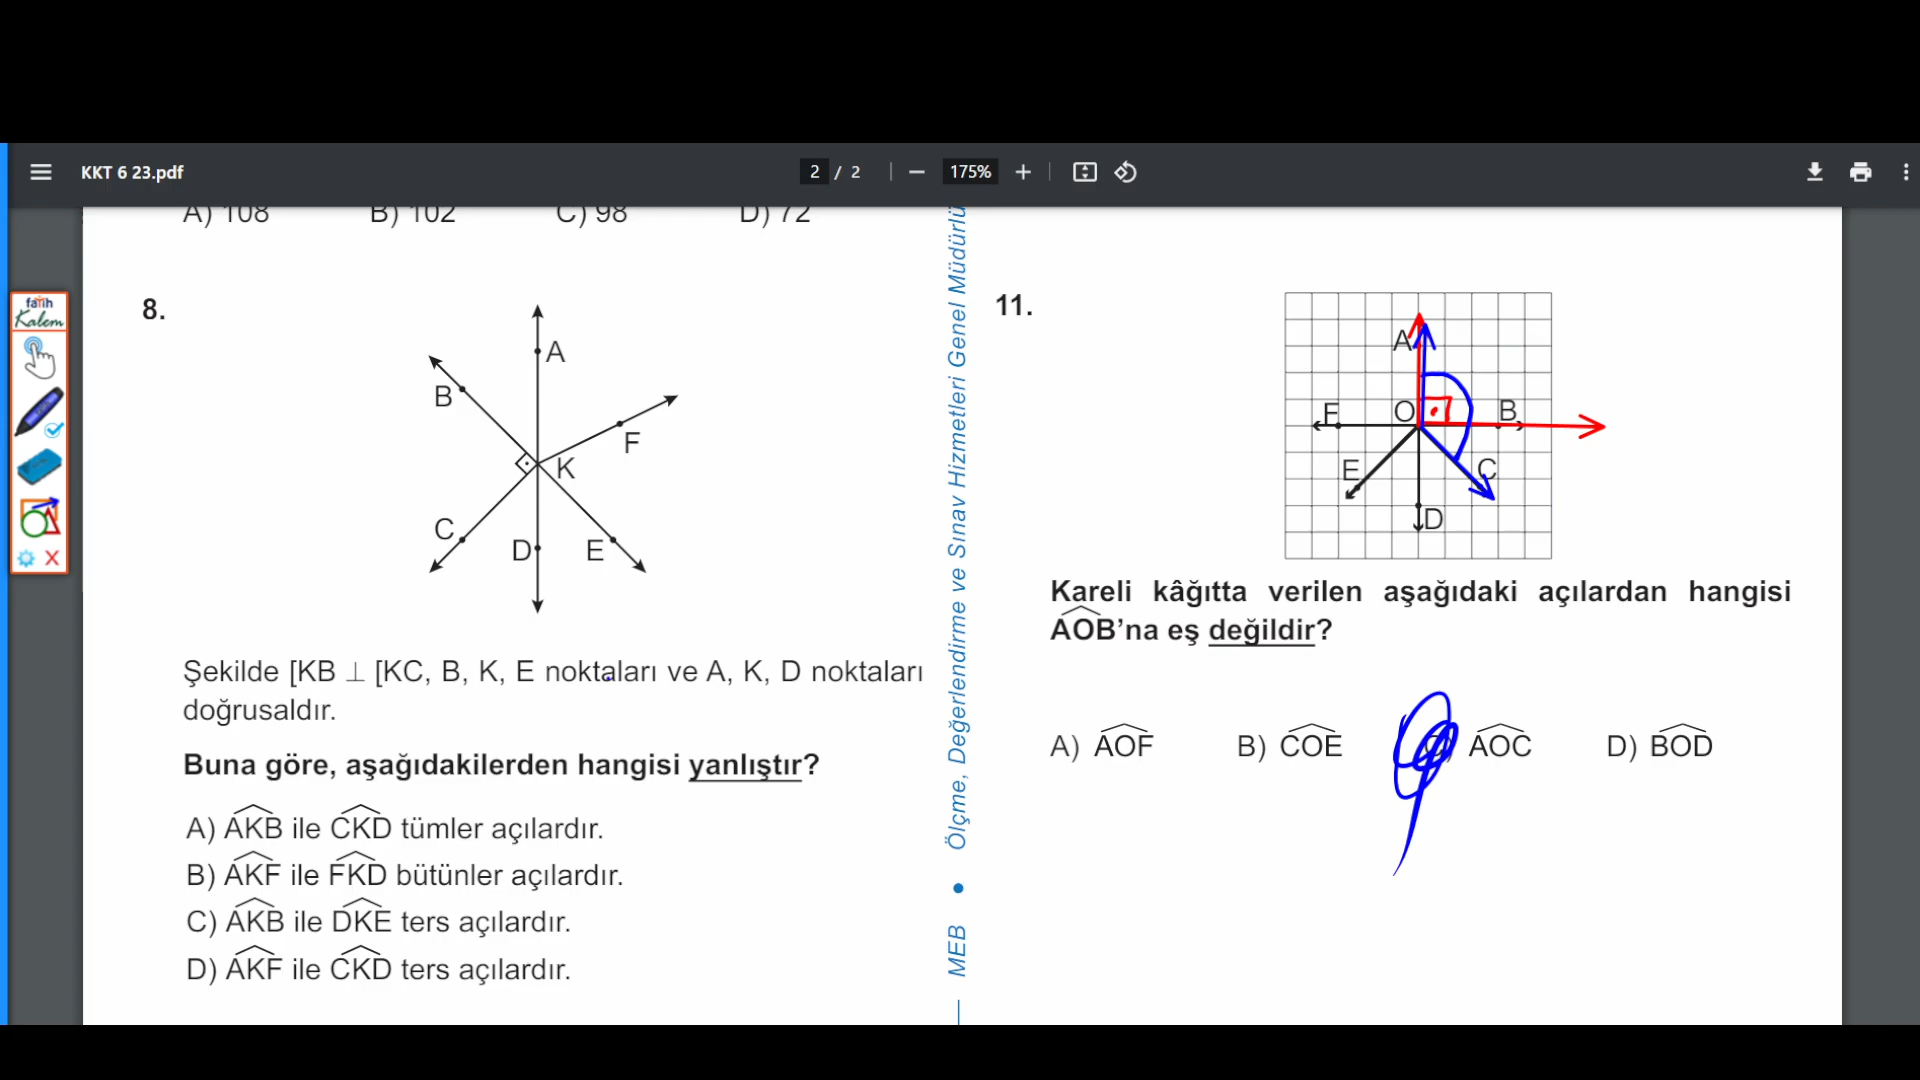 KKT 6 23.pdf
2 / 2
175%
fatih
Kalem
A) 108 B) 102 C) 98 D) 72
8.
A
B
F
K
C
D
E
Şekilde [KB ⊥ [KC, B, K, E noktaları ve A, K, D noktaları
doğrusaldır.
Buna göre, aşağıdakilerden hangisi yanlıştır?
A) AKB ile CKD tümler açılardır.
B) AKF ile FKD bütünler açılardır.
C) AKB ile DKE ters açılardır.
D) AKF ile CKD ters açılardır.
MEB • Ölçme, Değerlendirme ve Sınav Hizmetleri Genel Müdürlü
11.
A
F O B
E C
D
Kareli kâğıtta verilen aşağıdaki açılardan hangisi
AOB’na eş değildir?
A) AOF B) COE C) AOC D) BOD